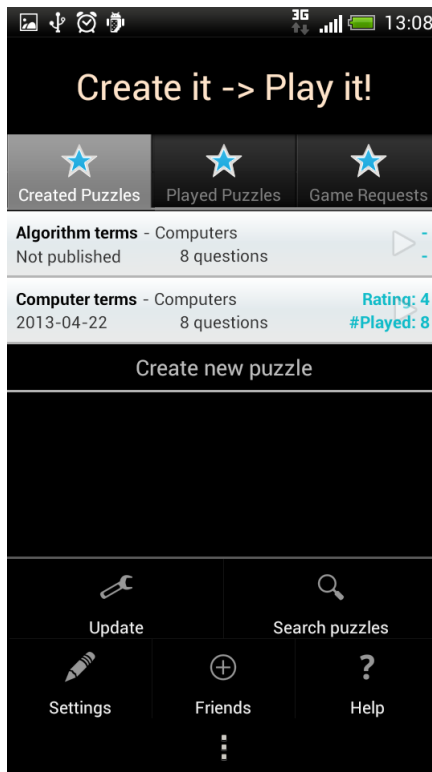 3G
13:08
Create it -> Play it!
Created Puzzles Played Puzzles Game Requests
Algorithm terms - Computers -
Not published 8 questions -
Computer terms - Computers Rating: 4
2013-04-22 8 questions #Played: 8
Create new puzzle
Update Search puzzles
Settings Friends Help